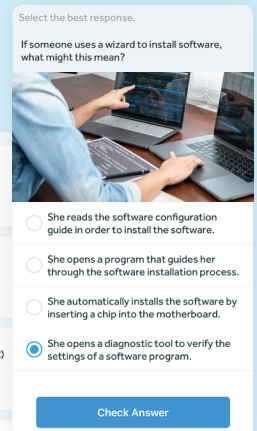 Select the best response.
If someone uses a wizard to install software,
what might this mean?
She reads the software configuration
guide in order to install the software.
She opens a program that guides her
through the software installation process.
She automatically installs the software by
inserting a chip into the motherboard.
She opens a diagnostic tool to verify the
settings of a software program.
Check Answer